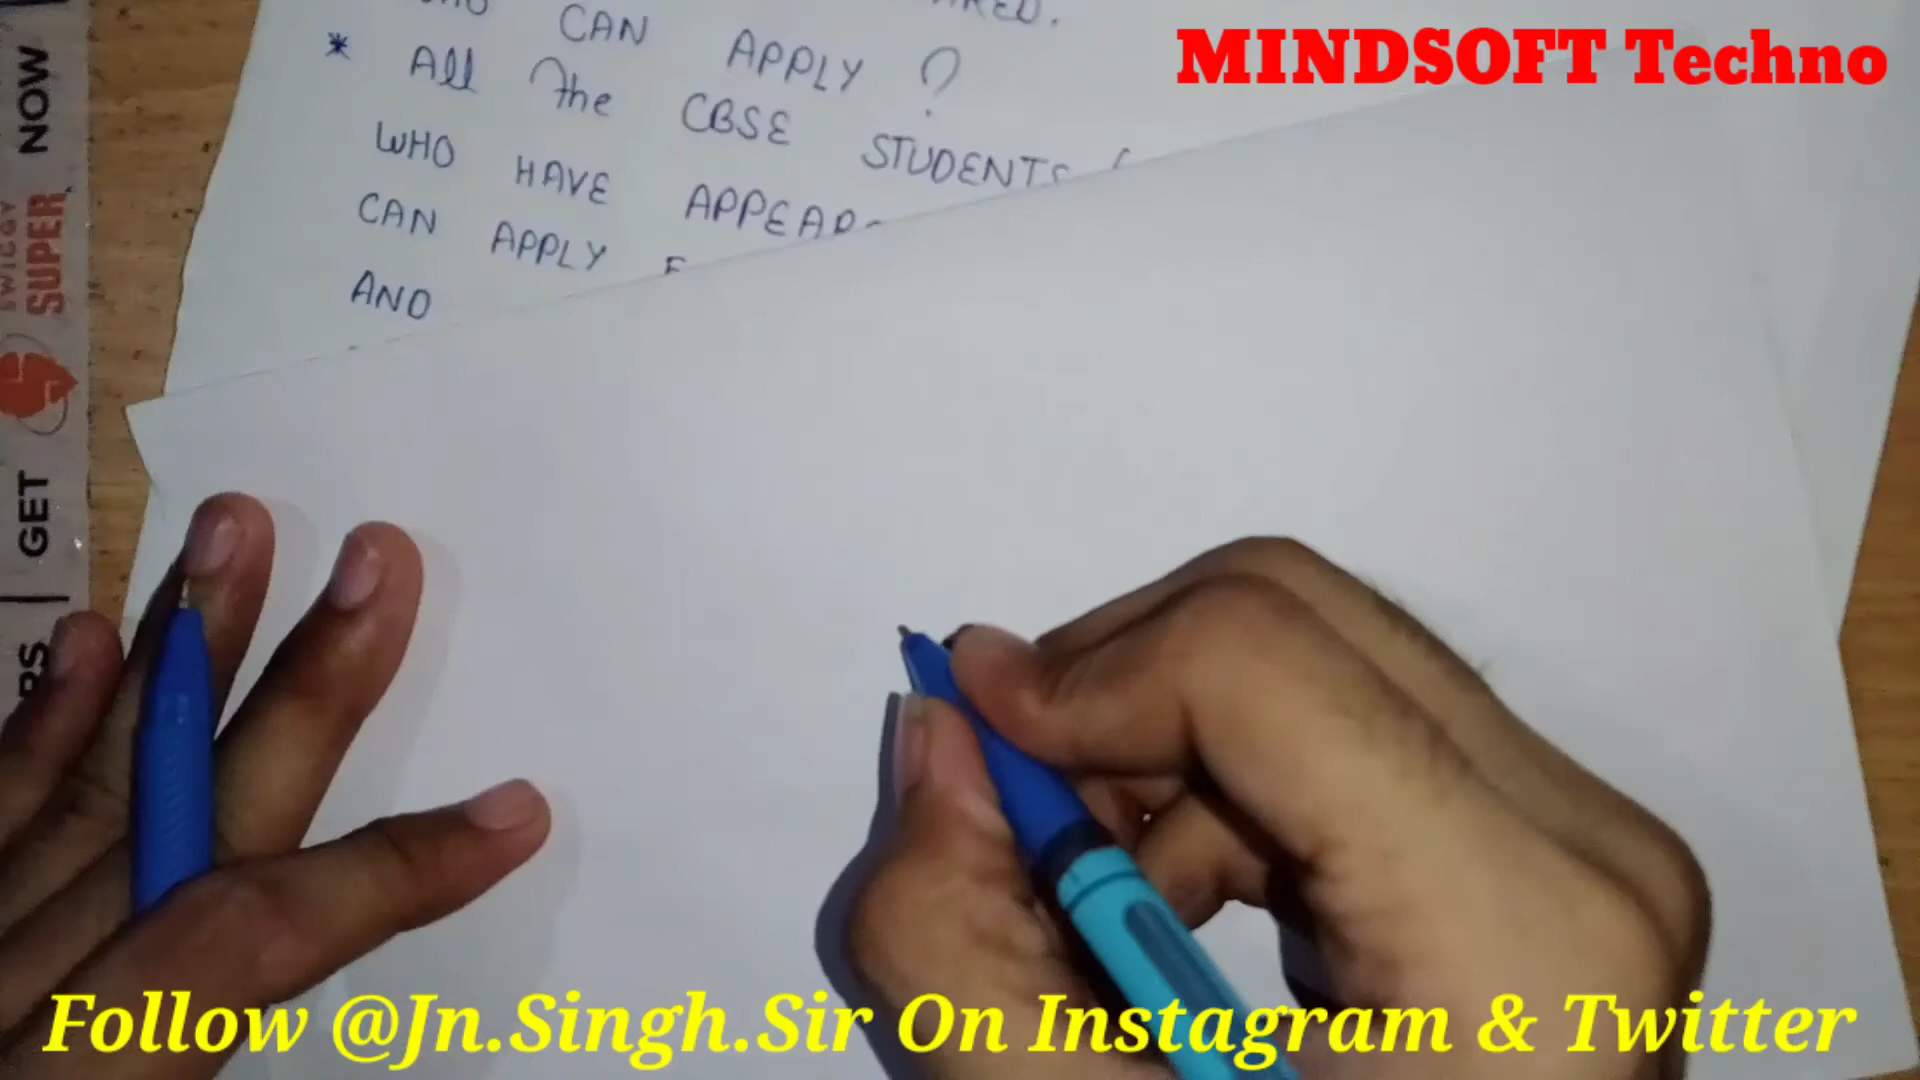 CAN APPLY ?
MINDSOFT Techno
* All the CBSE STUDENTS
WHO HAVE
CAN APPLY
AND
NOW
SUPER
GET
Follow @Jn.Singh.Sir On Instagram & Twitter